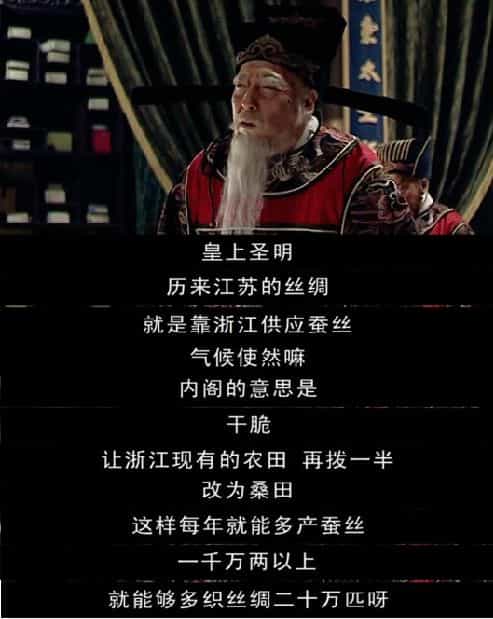 皇上圣明
历来江苏的丝绸
就是靠浙江供应蚕丝
气候使然嘛
内阁的意思是
干脆
让浙江现有的农田 再拨一半
改为桑田
这样每年就能多产蚕丝
一千万两以上
就能够多织丝绸二十万匹呀